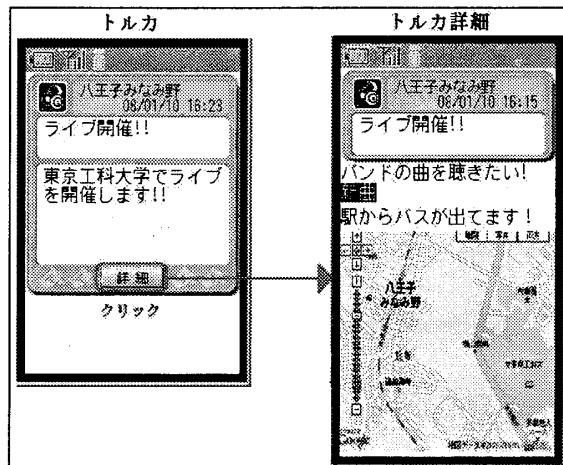 トルカ
八王子みなみ野
08/01/10 16:23
ライブ開催!!
東京工科大学でライブ
を開催します!!
詳細
クリック
トルカ詳細
八王子みなみ野
08/01/10 16:15
ライブ開催!!
バンドの曲を聴きたい!
駅からバスが出てます!
地図
写真
八王子
みなみ野